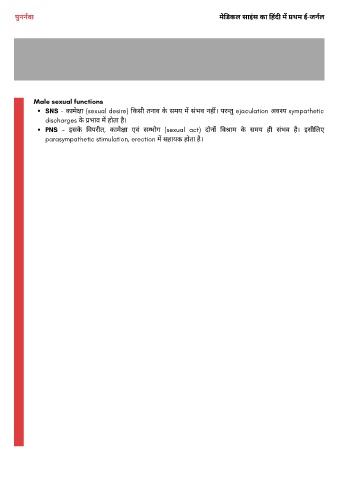 पुनर्नवा
मेडिकल साइंस का हिंदी में प्रथम ई-जर्नल
Male sexual functions
• SNS - कामेक्षा (sexual desire) किसी तनाव के समय में संभव नहीं। परन्तु ejaculation अवश्य sympathetic
discharges के प्रभाव में होता है।
• PNS - इसके विपरीत, कामेक्षा एवं सम्भोग (sexual act) दोनों विश्राम के समय ही संभव है। इसीलिए
parasympathetic stimulation, erection में सहायक होता है।